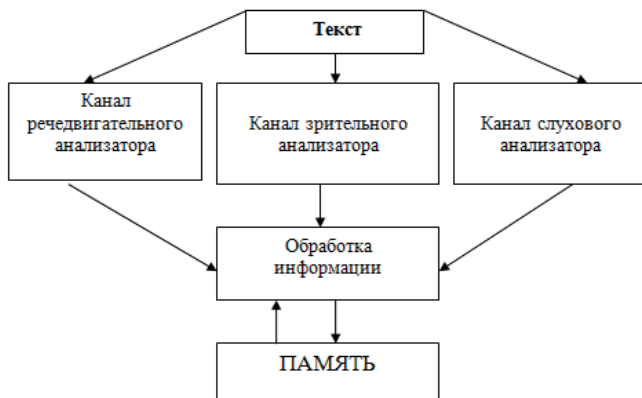 Текст
Канал
речедвигательного
анализатора
Канал зрительного
анализатора
Канал слухового
анализатора
Обработка
информации
ПАМЯТЬ